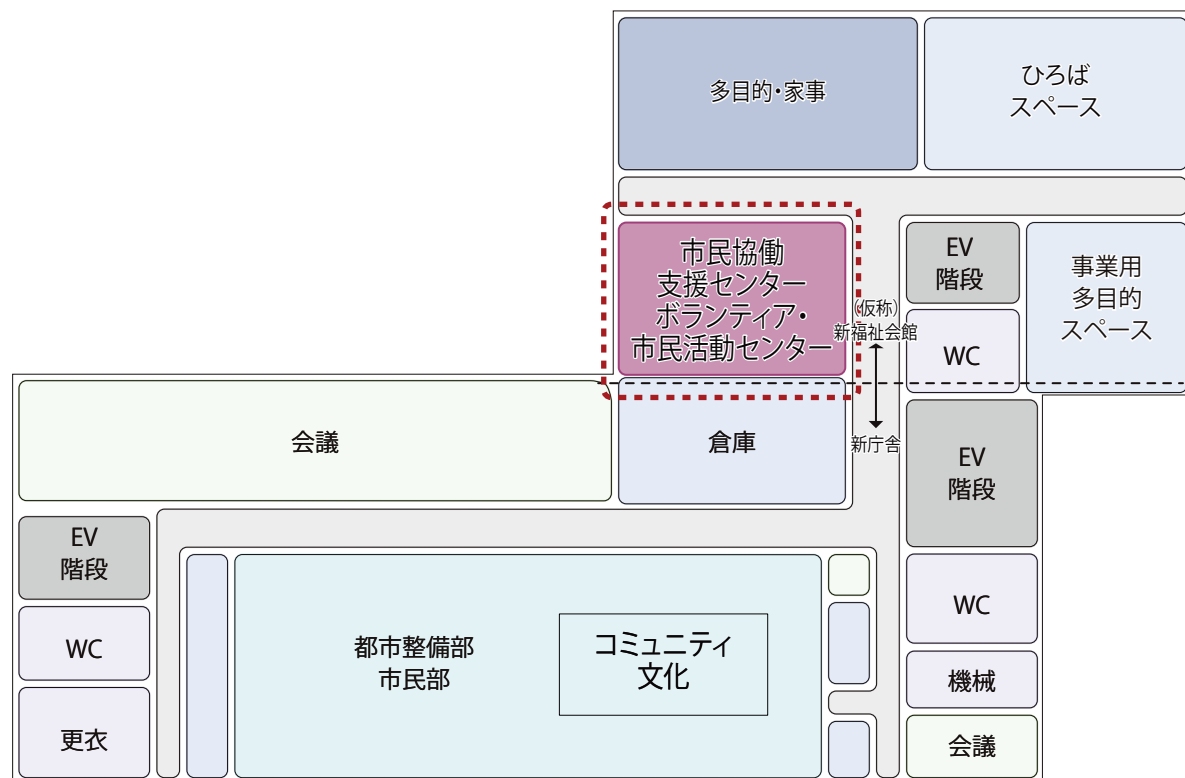 多目的・家事
ひろば
スペース
市民協働
支援センター
ボランティア・
市民活動センター
EV
階段
事業用
多目的
スペース
(仮称)
新福祉会館
WC
新庁舎
会議
倉庫
EV
階段
EV
階段
WC
更衣
都市整備部
市民部
コミュニティ
文化
WC
機械
会議